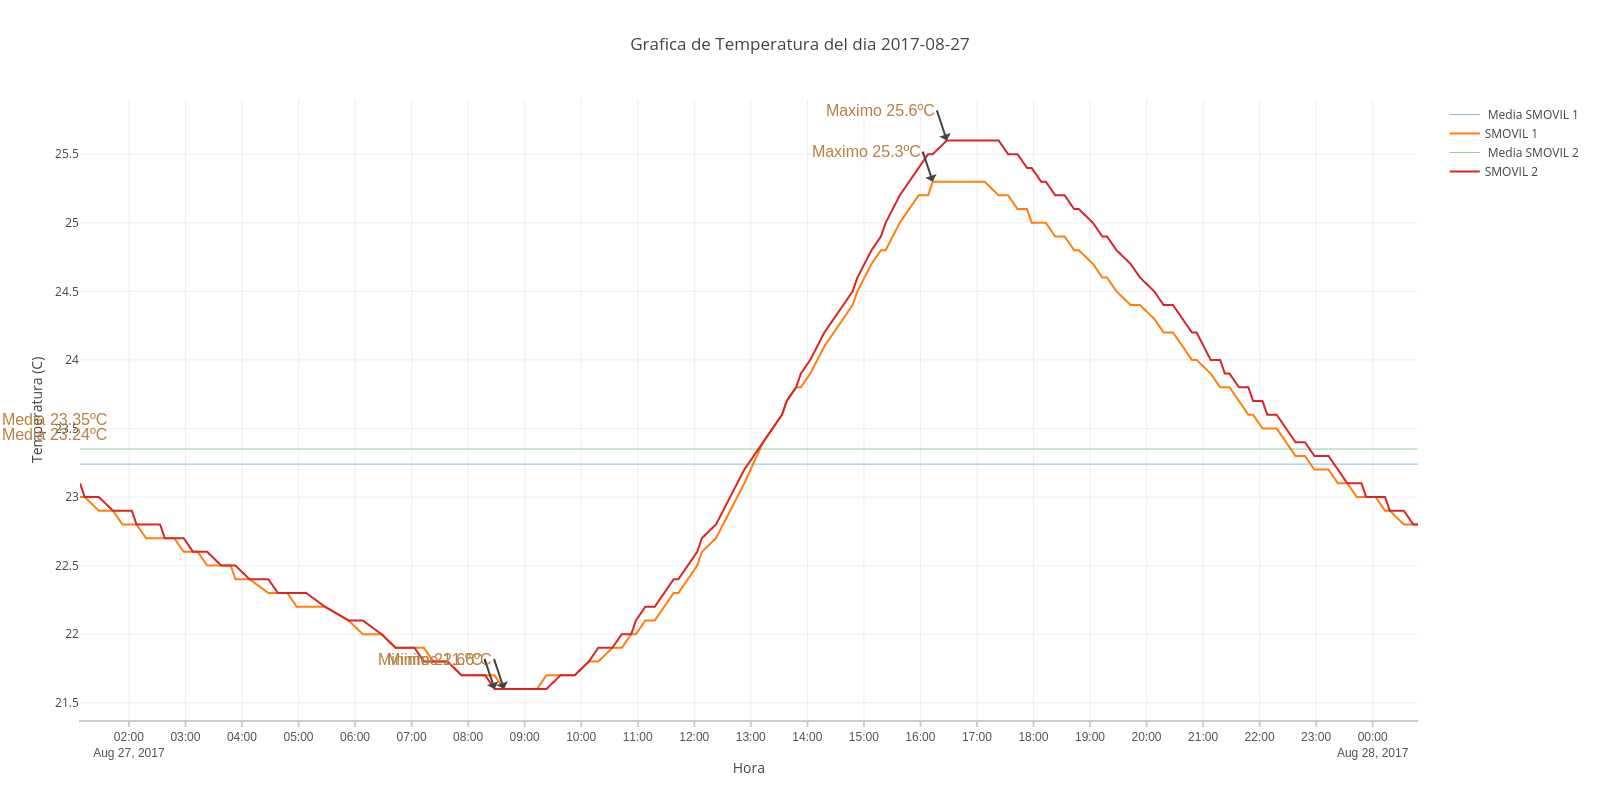 Grafica de Temperatura del dia 2017-08-27
Maximo 25.6ºC
Maximo 25.3ºC
Media SMOVIL 1
SMOVIL 1
Media SMOVIL 2
SMOVIL 2
25.5
25
24.5
24
23.5
23
22.5
22
21.5
Temperatura (C)
Media 23.35ºC
Media 23.24ºC
02:00 03:00 04:00 05:00 06:00 07:00 08:00 09:00 10:00 11:00 12:00 13:00 14:00 15:00 16:00 17:00 18:00 19:00 20:00 21:00 22:00 23:00 00:00
Aug 27, 2017 Aug 28, 2017
Hora